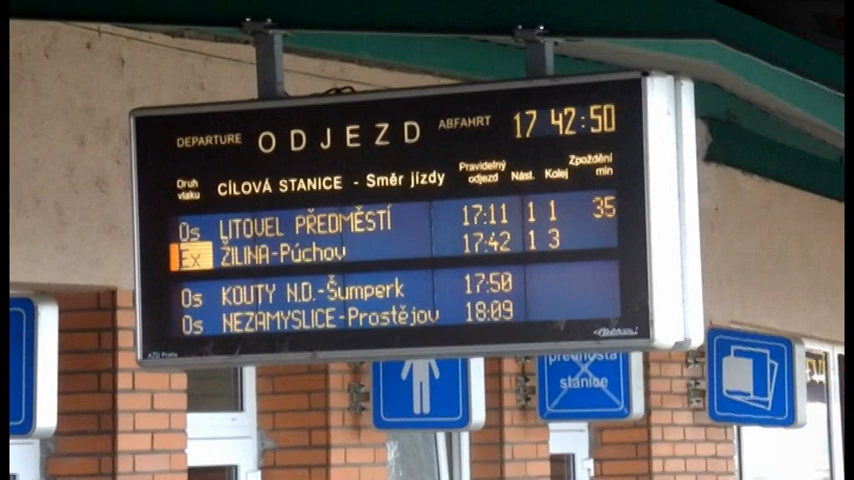 DEPARTURE ODJEZD ABFAHRT 17 42:50
Druh vlaku CÍLOVÁ STANICE - Směr jízdy Pravidelný odjezd Nást. Kolej Zpoždění min
Os LITOVEL PŘEDMĚSTÍ 17:11 1 1 35
Ex ŽILINA-Púchov 17:42 1 3
Os KOUTY N.D.-Šumperk 17:50
Os NEZAMYSLICE-Prostějov 18:09
AŽD Praha
přednosta
stanice